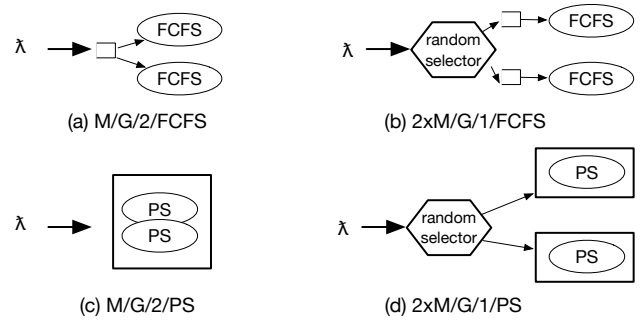 ƛ
FCFS
FCFS
(a) M/G/2/FCFS
ƛ
random
selector
FCFS
FCFS
(b) 2xM/G/1/FCFS
ƛ
PS
PS
(c) M/G/2/PS
ƛ
random
selector
PS
PS
(d) 2xM/G/1/PS